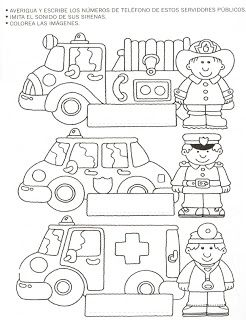 • AVERIGUA Y ESCRIBE LOS NÚMEROS DE TELÉFONO DE ESTOS SERVIDORES PÚBLICOS.
• IMITA EL SONIDO DE SUS SIRENAS.
• COLOREA LAS IMÁGENES.